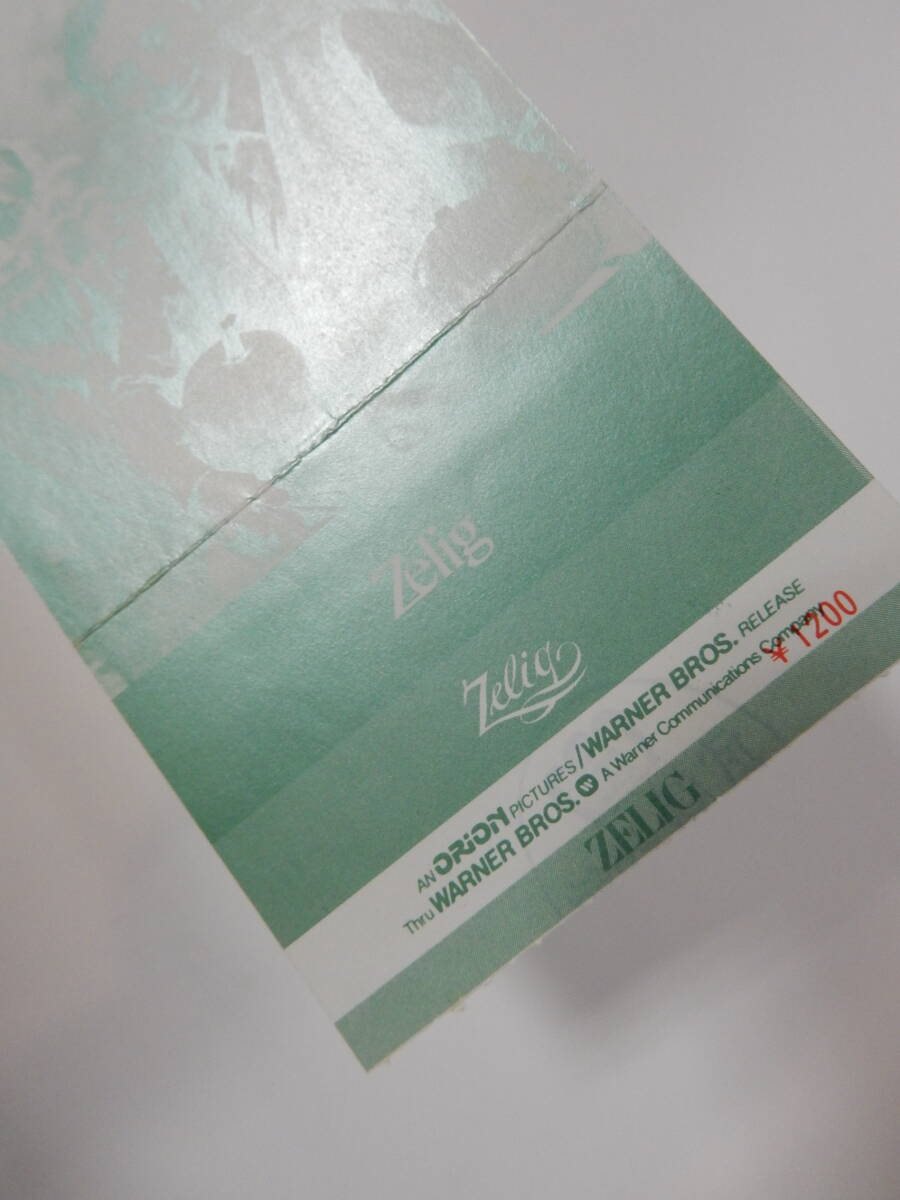 Zelig
Zelig
AN ORION PICTURES/WARNER BROS. RELEASE
Thru WARNER BROS. A Warner Communications Company
¥1200
ZELIG